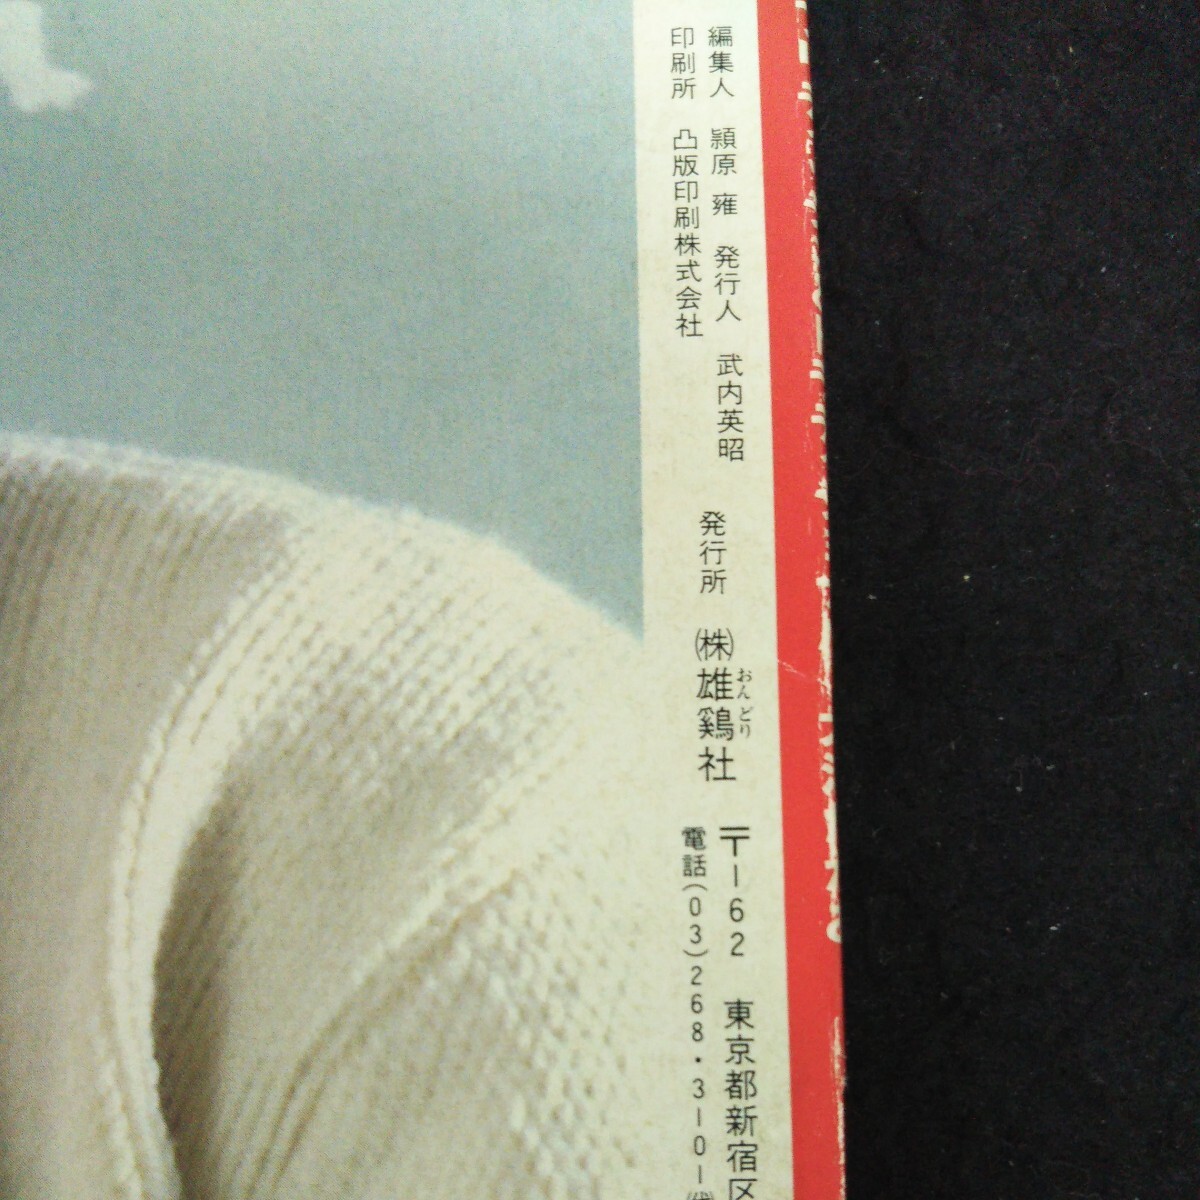 編集人 頴原 雍 発行人 武内英昭
印刷所 凸版印刷株式会社
発行所 ㈱雄鷄社
おんどり
〒162 東京都新宿区
電話(03)268・3101㈹